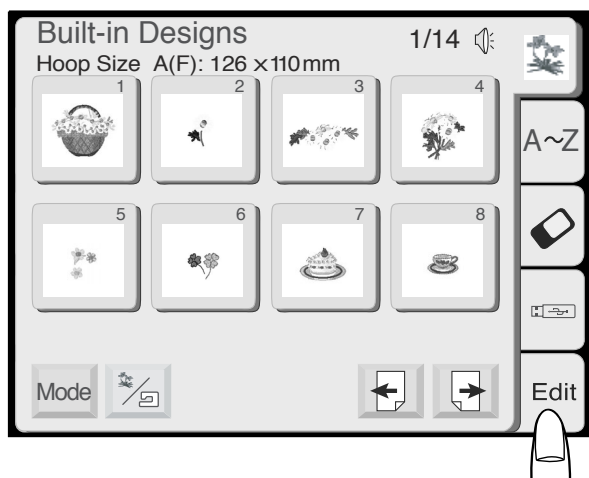 Built-in Designs
1/14
Hoop Size A(F): 126 ×110mm
1 2 3 4
A~Z
5 6 7 8
Mode
Edit